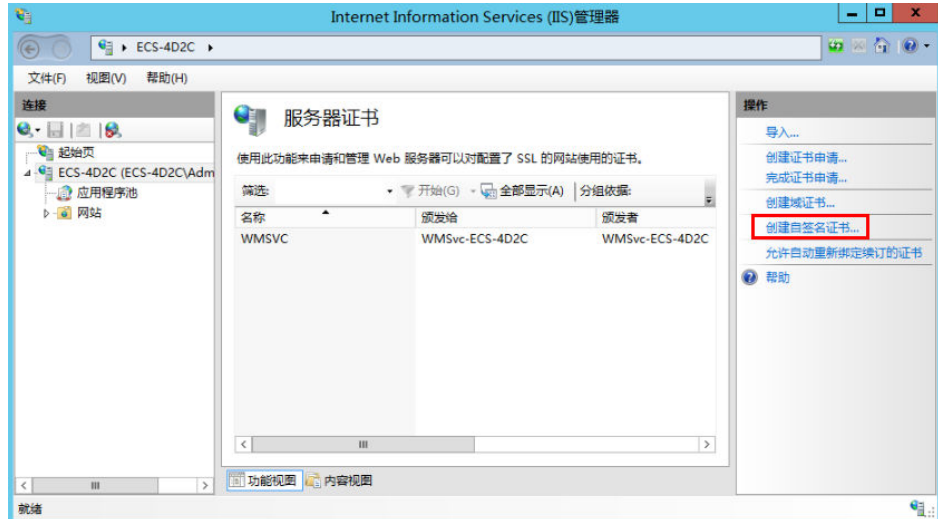 Internet Information Services (IIS)管理器
ECS-4D2C
文件(F) 视图(V) 帮助(H)
连接
起始页
ECS-4D2C (ECS-4D2C\Adm
应用程序池
网站
服务器证书
使用此功能来申请和管理 Web 服务器可以对配置了 SSL 的网站使用的证书。
筛选: 开始(G) 全部显示(A) 分组依据:
名称 颁发给 颁发者
WMSVC WMSvc-ECS-4D2C WMSvc-ECS-4D2C
功能视图 内容视图
操作
导入...
创建证书申请...
完成证书申请...
创建域证书...
创建自签名证书...
允许自动重新绑定续订的证书
帮助
就绪